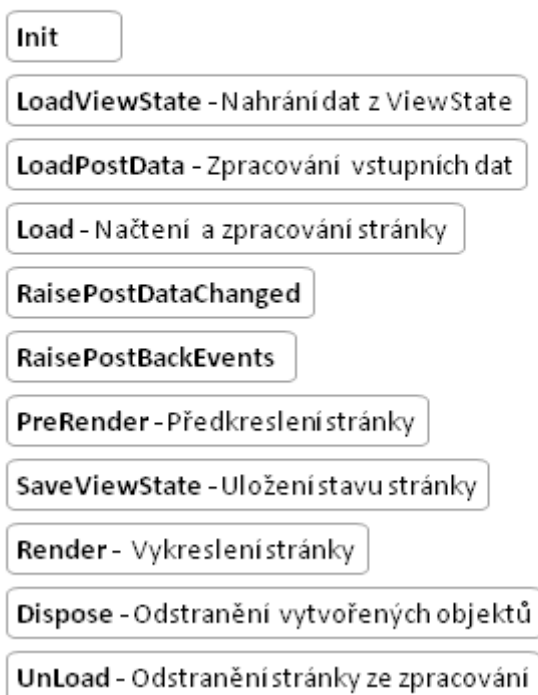 Init
LoadViewState - Nahrání dat z ViewState
LoadPostData - Zpracování vstupních dat
Load - Načtení a zpracování stránky
RaisePostDataChanged
RaisePostBackEvents
PreRender - Předkreslení stránky
SaveViewState - Uložení stavu stránky
Render - Vykreslení stránky
Dispose - Odstranění vytvořených objektů
UnLoad - Odstranění stránky ze zpracování